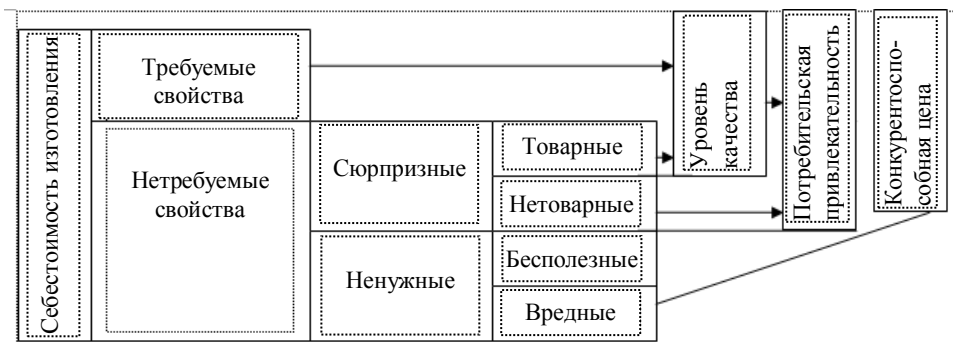 Себестоимость изготовления
Требуемые
свойства
Нетребуемые
свойства
Сюрпризные
Ненужные
Товарные
Нетоварные
Бесполезные
Вредные
Уровень
качества
Потребительская
привлекательность
Конкурентоспо-
собная цена